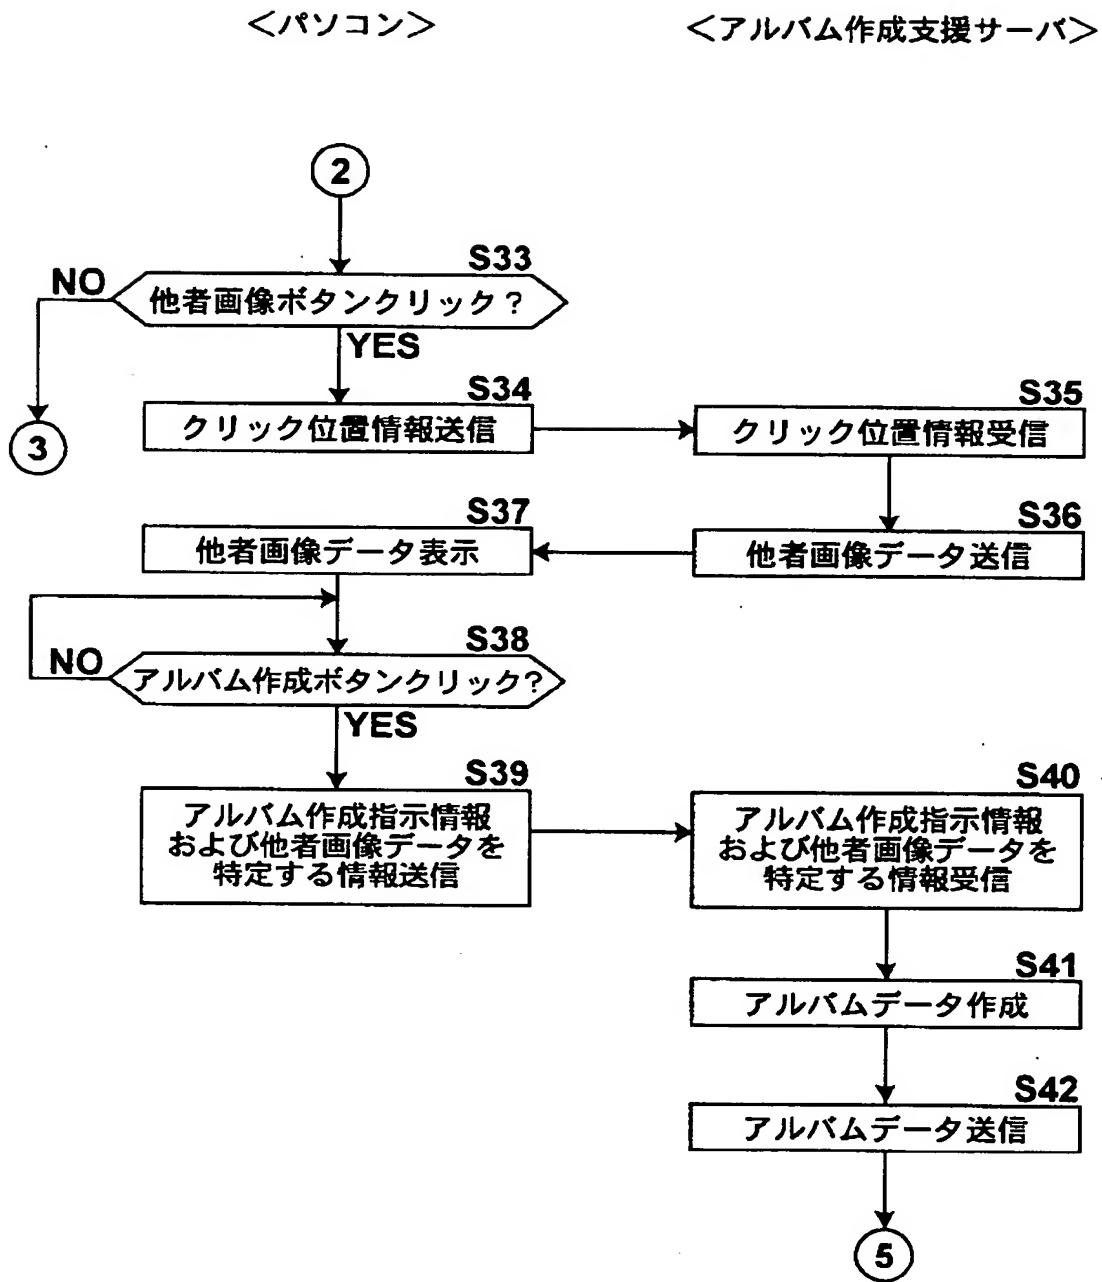 ＜パソコン＞
＜アルバム作成支援サーバ＞
2
S33
NO
他者画像ボタンクリック？
YES
S34
S35
クリック位置情報送信
クリック位置情報受信
3
S37
S36
他者画像データ表示
他者画像データ送信
S38
NO
アルバム作成ボタンクリック？
YES
S39
アルバム作成指示情報
および他者画像データを
特定する情報送信
S40
アルバム作成指示情報
および他者画像データを
特定する情報受信
S41
アルバムデータ作成
S42
アルバムデータ送信
5